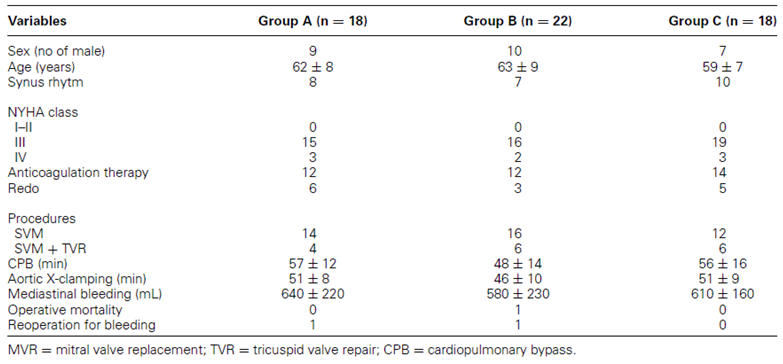 Variables Group A (n = 18) Group B (n = 22) Group C (n = 18)
Sex (no of male) 9 10 7
Age (years) 62 ± 8 63 ± 9 59 ± 7
Synus rhytm 8 7 10
NYHA class
I–II 0 0 0
III 15 16 19
IV 3 2 3
Anticoagulation therapy 12 12 14
Redo 6 3 5
Procedures
SVM 14 16 12
SVM + TVR 4 6 6
CPB (min) 57 ± 12 48 ± 14 56 ± 16
Aortic X-clamping (min) 51 ± 8 46 ± 10 51 ± 9
Mediastinal bleeding (mL) 640 ± 220 580 ± 230 610 ± 160
Operative mortality 0 1 0
Reoperation for bleeding 1 1 0
MVR = mitral valve replacement; TVR = tricuspid valve repair; CPB = cardiopulmonary bypass.